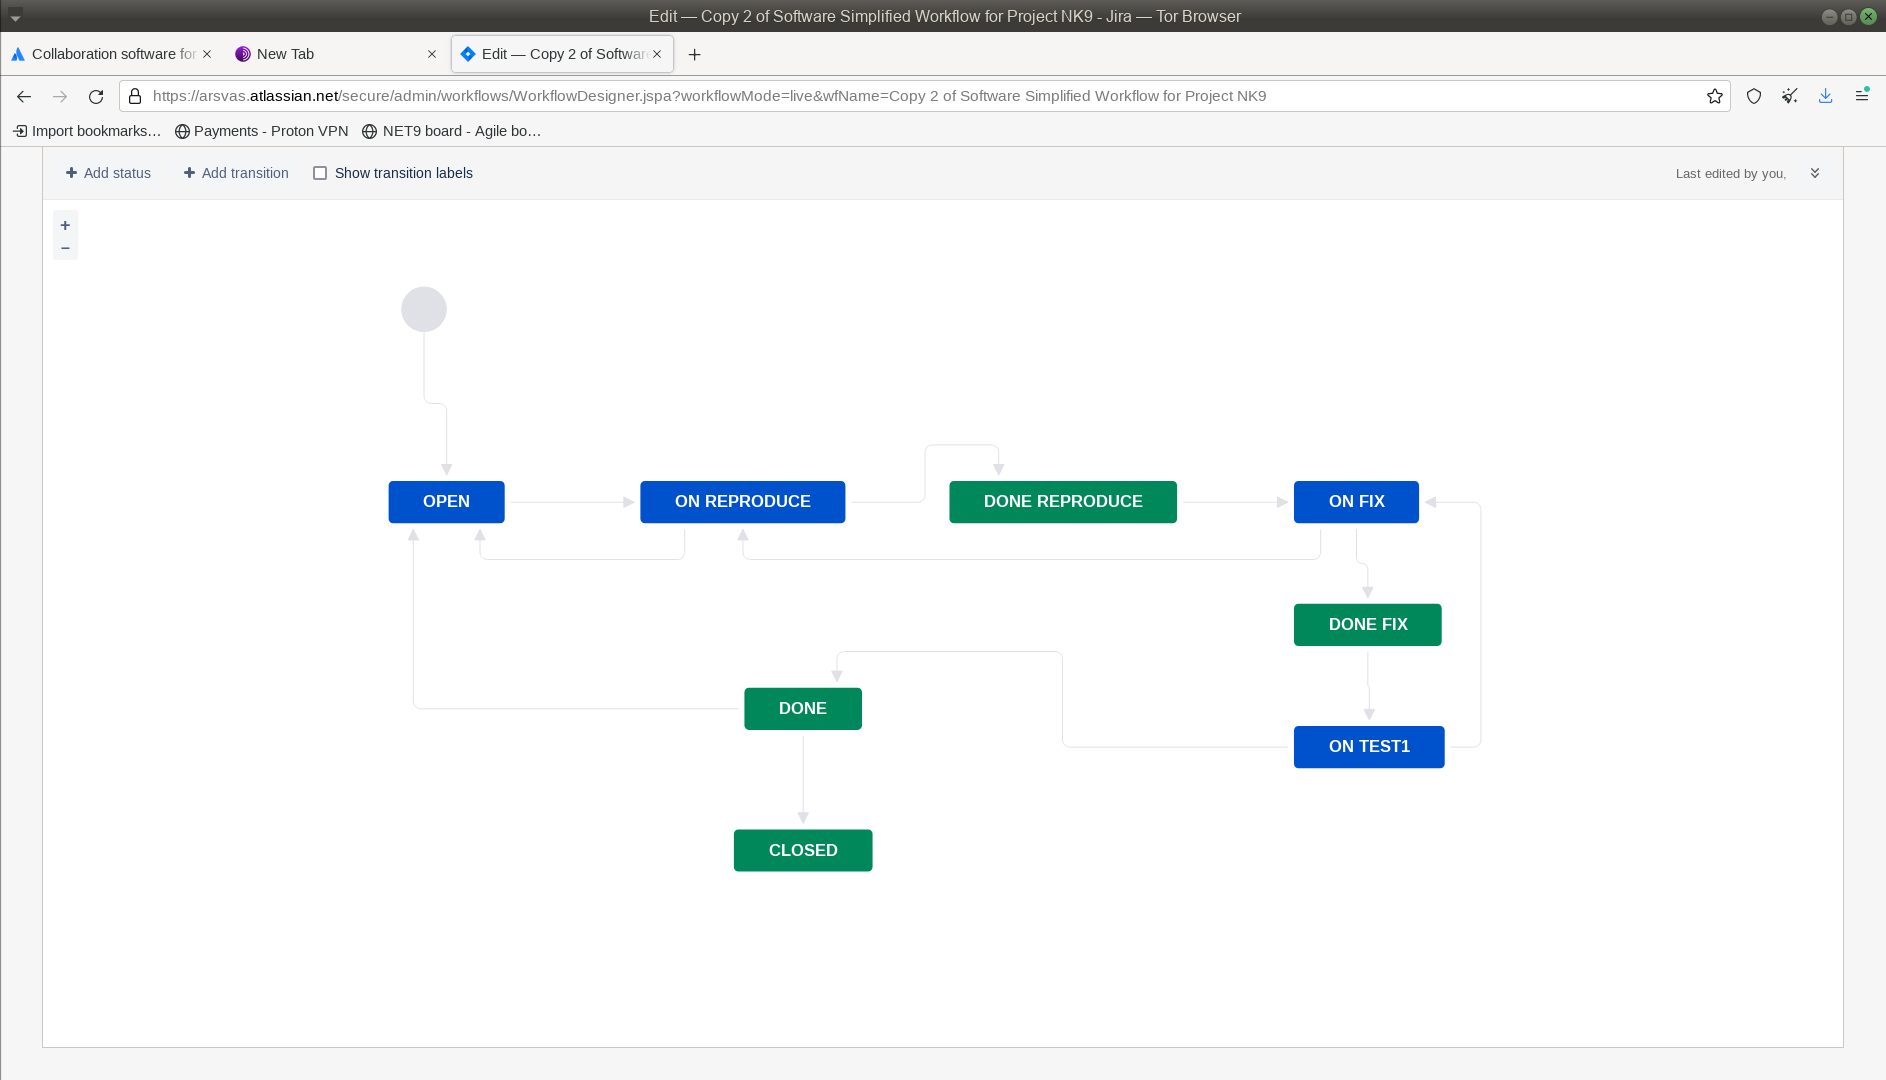 Edit — Copy 2 of Software Simplified Workflow for Project NK9 - Jira — Tor Browser
Collaboration software for
New Tab
Edit — Copy 2 of Software
https://arsvas.atlassian.net/secure/admin/workflows/WorkflowDesigner.jspa?workflowMode=live&wfName=Copy 2 of Software Simplified Workflow for Project NK9
Import bookmarks…
Payments - Proton VPN
NET9 board - Agile bo…
Add status
Add transition
Show transition labels
Last edited by you,
OPEN
ON REPRODUCE
DONE REPRODUCE
ON FIX
DONE FIX
DONE
ON TEST1
CLOSED